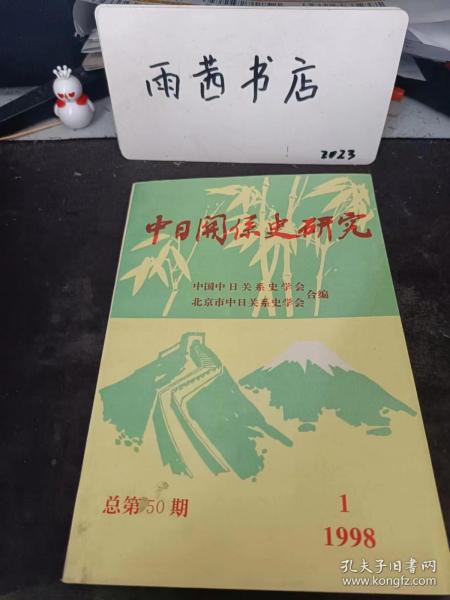 雨茜书店
2023
中日関係史研究
中国中日关系史学会
北京市中日关系史学会
合编
总第50期
1
1998
孔夫子旧书网
www.kongfz.com